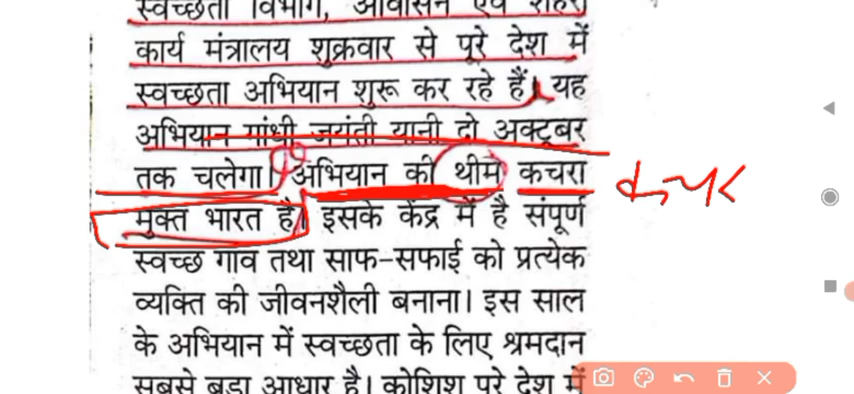 स्वच्छता विभाग, आवासन एवं शहरी
कार्य मंत्रालय शुक्रवार से पूरे देश में
स्वच्छता अभियान शुरू कर रहे हैं। यह
अभियान गांधी जयंती यानी दो अक्टूबर
तक चलेगा। अभियान की थीम कचरा
मुक्त भारत है। इसके केंद्र में है संपूर्ण
स्वच्छ गाव तथा साफ-सफाई को प्रत्येक
व्यक्ति की जीवनशैली बनाना। इस साल
के अभियान में स्वच्छता के लिए श्रमदान
सबसे बड़ा आधार है। कोशिश पूरे देश में